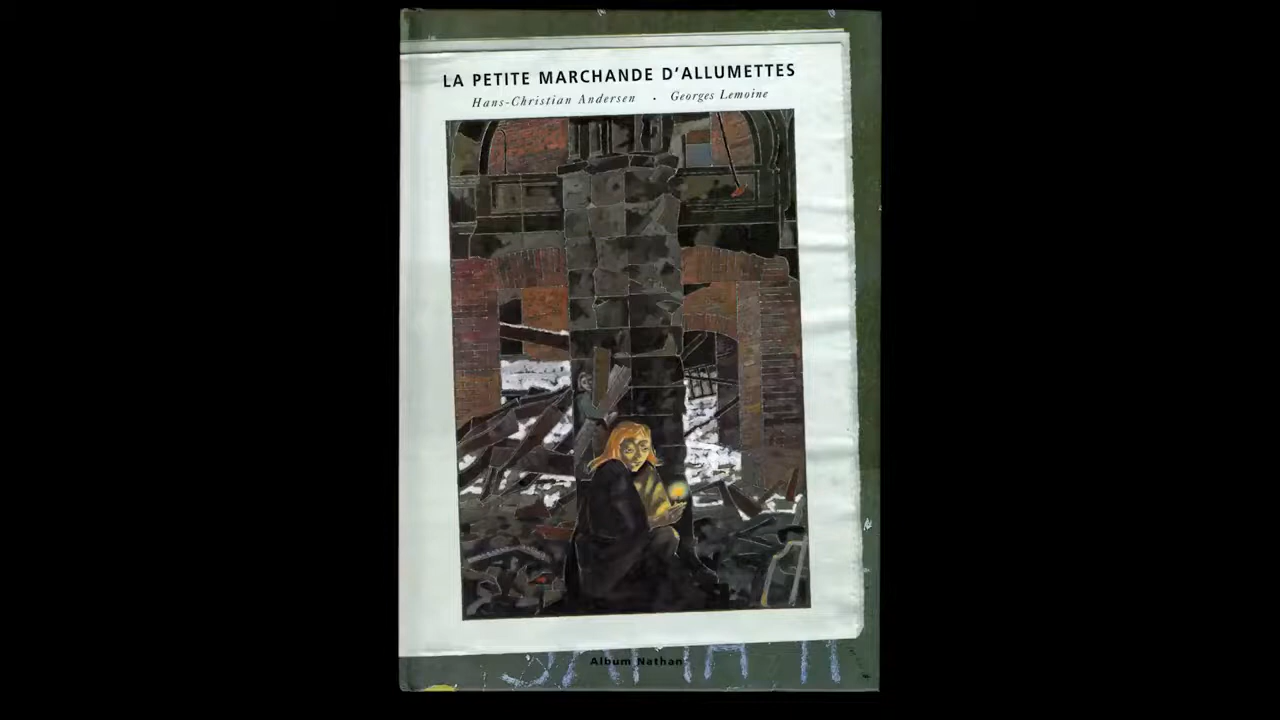 LA PETITE MARCHANDE D'ALLUMETTES
Hans-Christian Andersen . Georges Lemoine
Album Nathan